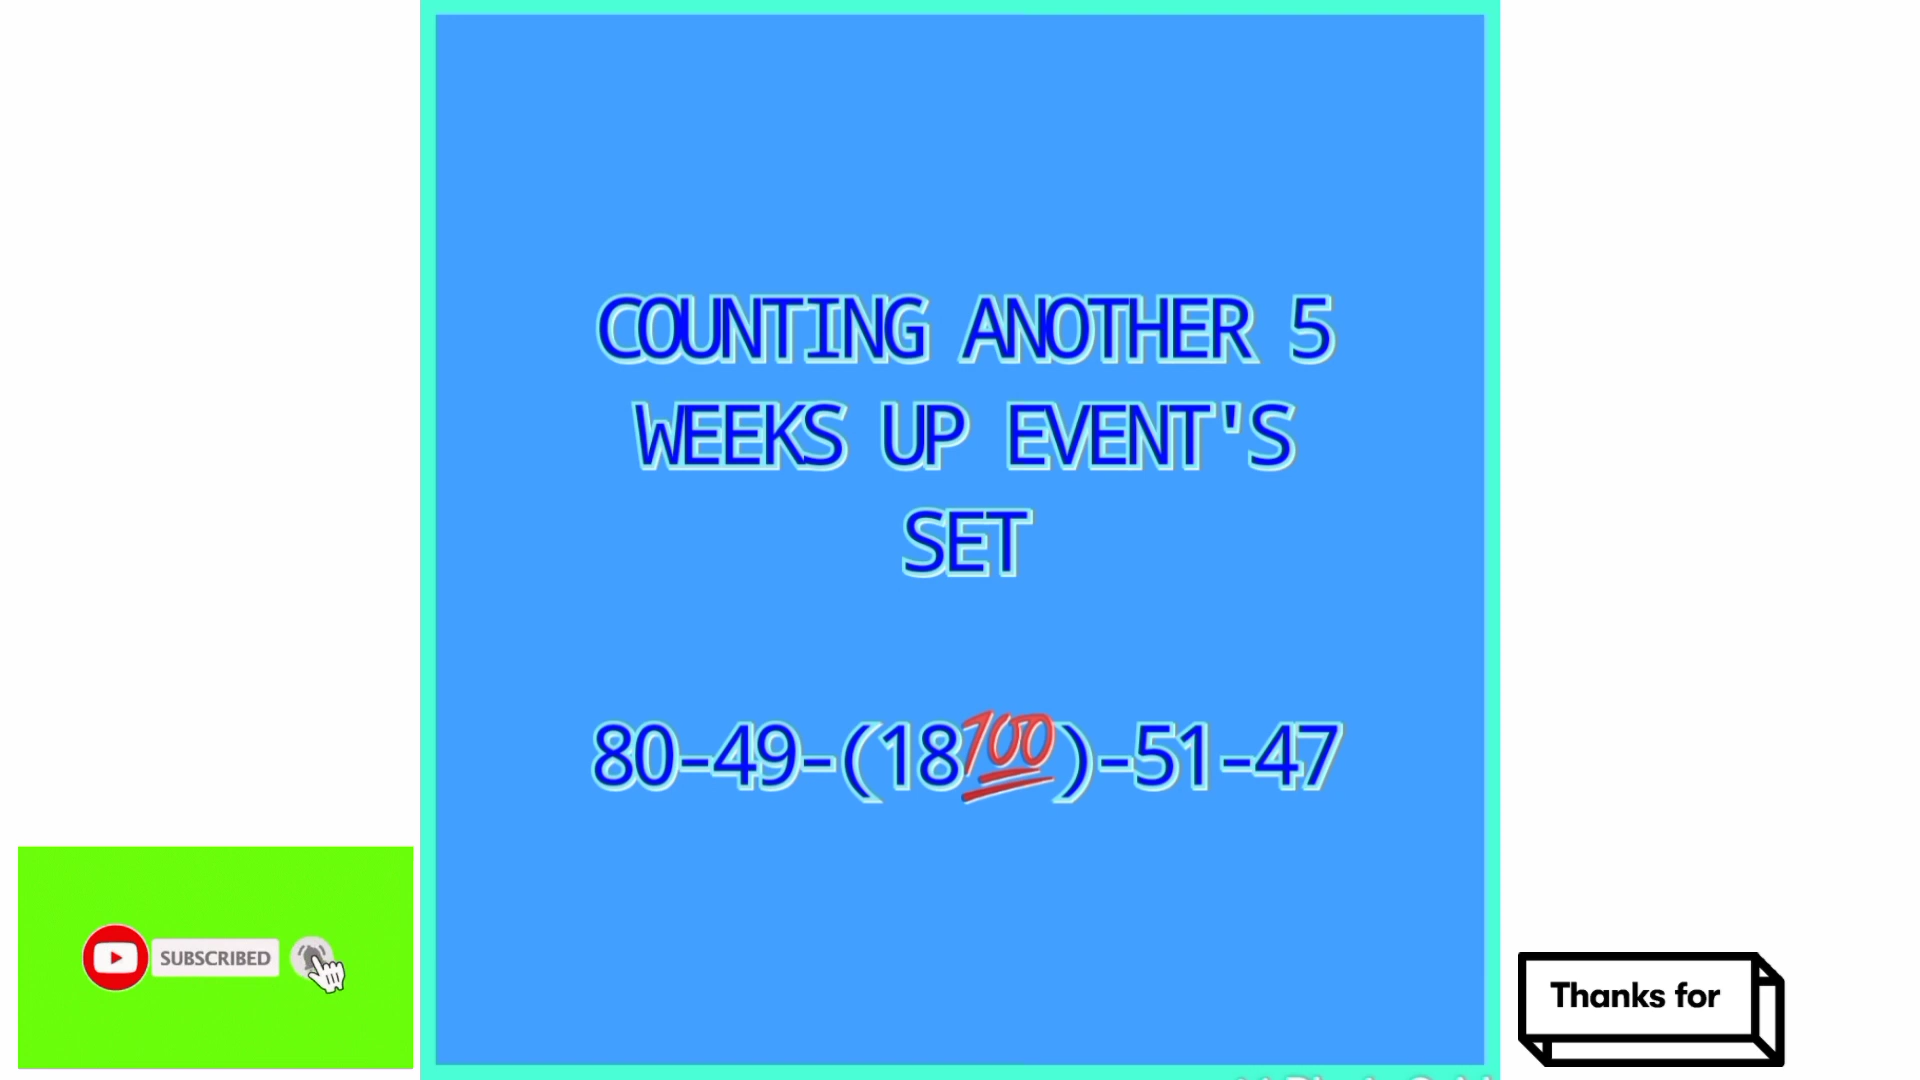 COUNTING ANOTHER 5
WEEKS UP EVENT'S
SET
80-49-(18💯)-51-47
SUBSCRIBED
Thanks for